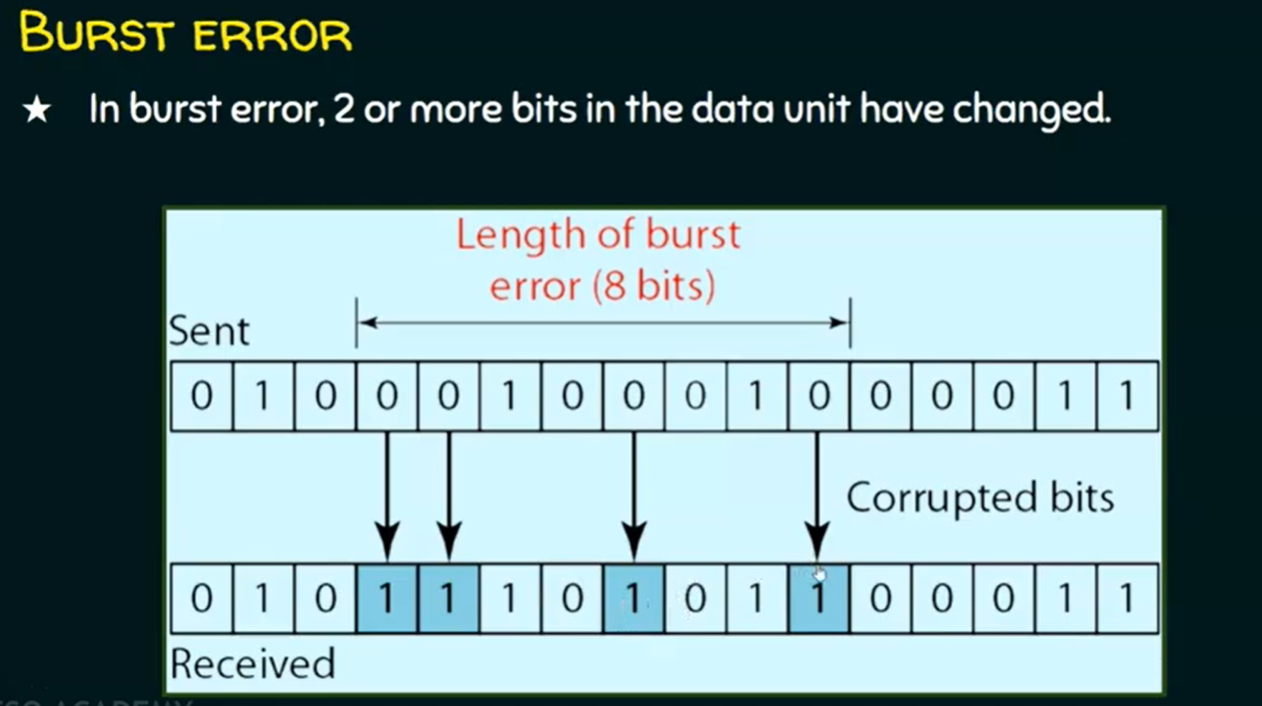 BURST ERROR
★ In burst error, 2 or more bits in the data unit have changed.
Length of burst
error (8 bits)
Sent
0 1 0 0 0 1 0 0 0 1 0 0 0 0 1 1
Corrupted bits
0 1 0 1 1 1 0 1 0 1 1 0 0 0 1 1
Received
ACADEMY